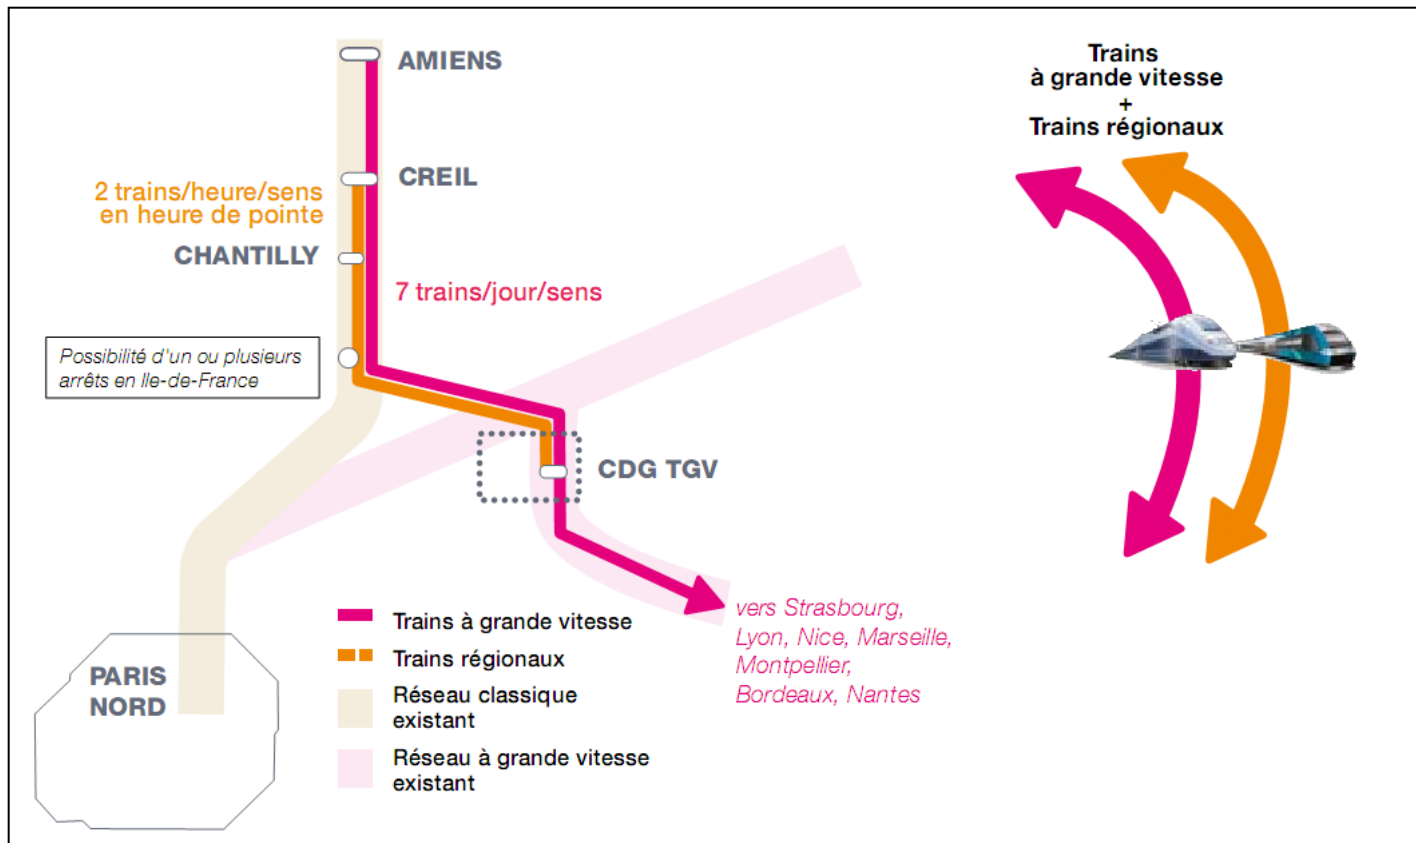 AMIENS
CREIL
2 trains/heure/sens
en heure de pointe
CHANTILLY
7 trains/jour/sens
Possibilité d'un ou plusieurs
arrêts en Ile-de-France
CDG TGV
vers Strasbourg,
Lyon, Nice, Marseille,
Montpellier,
Bordeaux, Nantes
PARIS
NORD
Trains à grande vitesse
Trains régionaux
Réseau classique
existant
Réseau à grande vitesse
existant
Trains
à grande vitesse
+
Trains régionaux